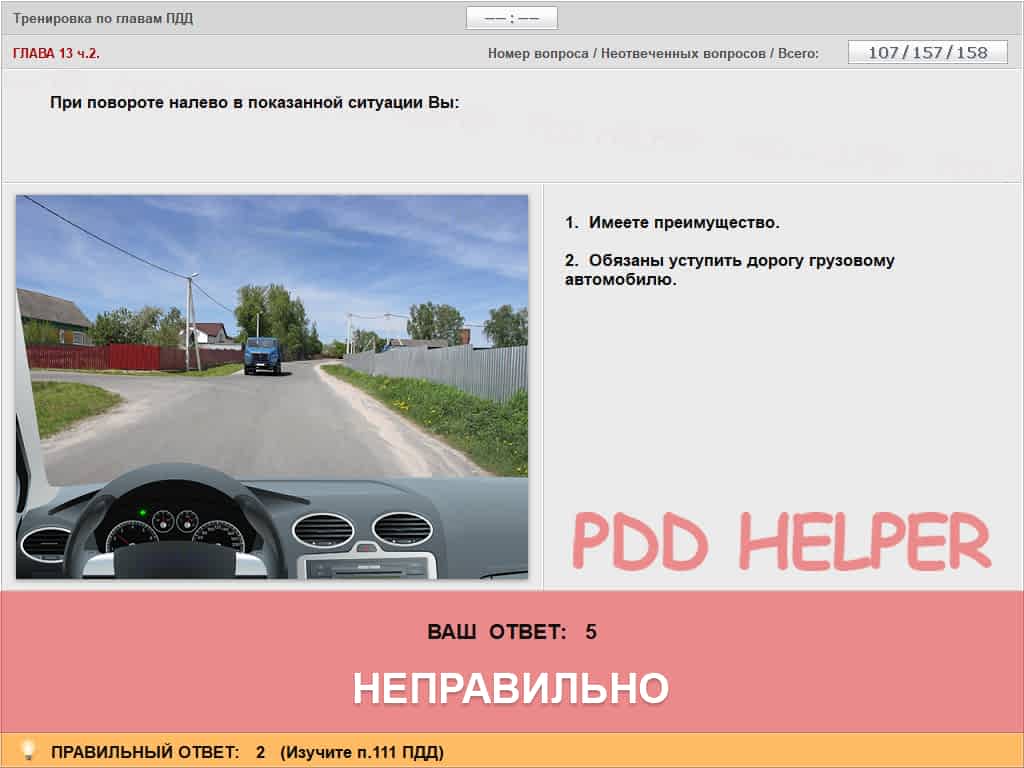 Тренировка по главам ПДД
—— : ——
ГЛАВА 13 ч.2.
Номер вопроса / Неотвеченных вопросов / Всего:
107/157/158
При повороте налево в показанной ситуации Вы:
1. Имеете преимущество.
2. Обязаны уступить дорогу грузовому
автомобилю.
PDD HELPER
ВАШ ОТВЕТ: 5
НЕПРАВИЛЬНО
ПРАВИЛЬНЫЙ ОТВЕТ: 2 (Изучите п.111 ПДД)